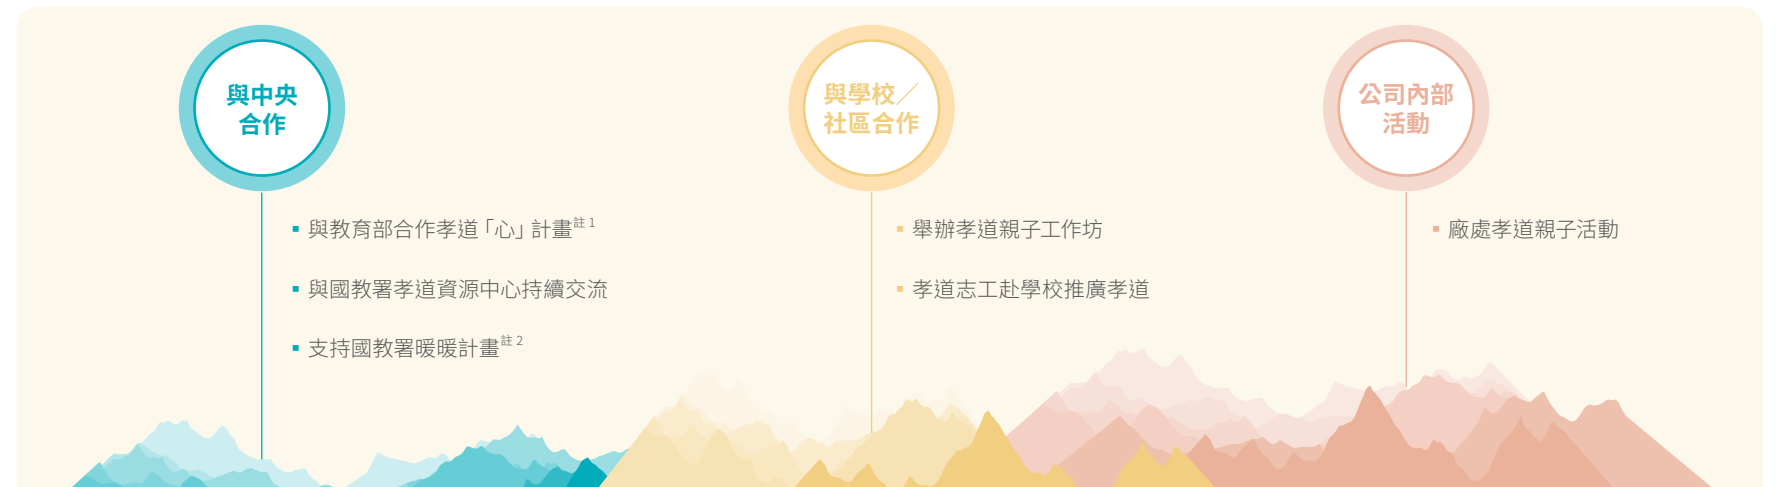 與中央
合作
與教育部合作孝道「心」計畫註 1
與國教署孝道資源中心持續交流
支持國教署暖暖計畫註 2
與學校／
社區合作
舉辦孝道親子工作坊
孝道志工赴學校推廣孝道
公司內部
活動
廠處孝道親子活動